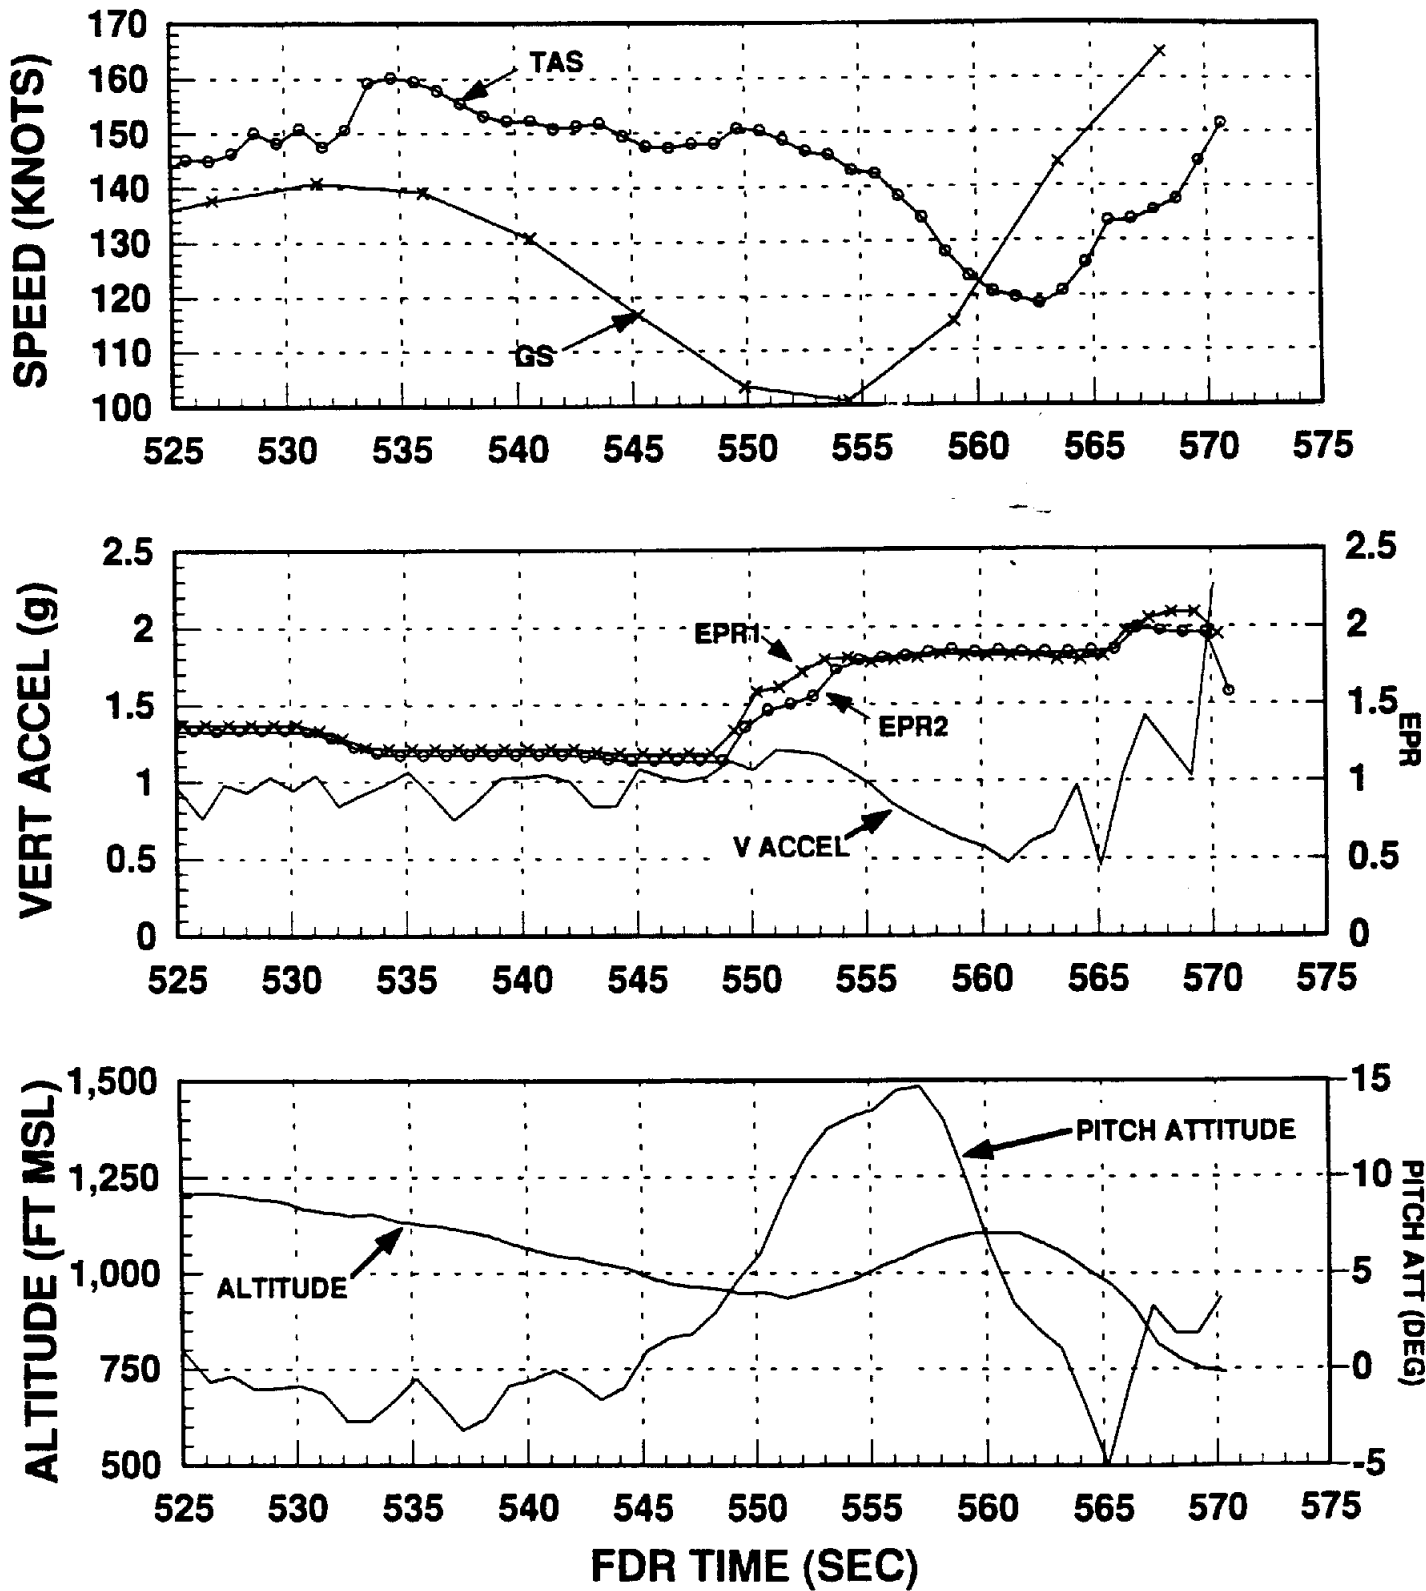 SPEED (KNOTS)
170
160
150
140
130
120
110
100
TAS
GS
525 530 535 540 545 550 555 560 565 570 575
VERT ACCEL (g)
2.5
2
1.5
1
0.5
0
EPR1
EPR2
V ACCEL
2.5
2
1.5
1
0.5
0
EPR
525 530 535 540 545 550 555 560 565 570 575
ALTITUDE (FT MSL)
1,500
1,250
1,000
750
500
PITCH ATTITUDE
ALTITUDE
15
10
5
0
-5
PITCH ATT (DEG)
525 530 535 540 545 550 555 560 565 570 575
FDR TIME (SEC)